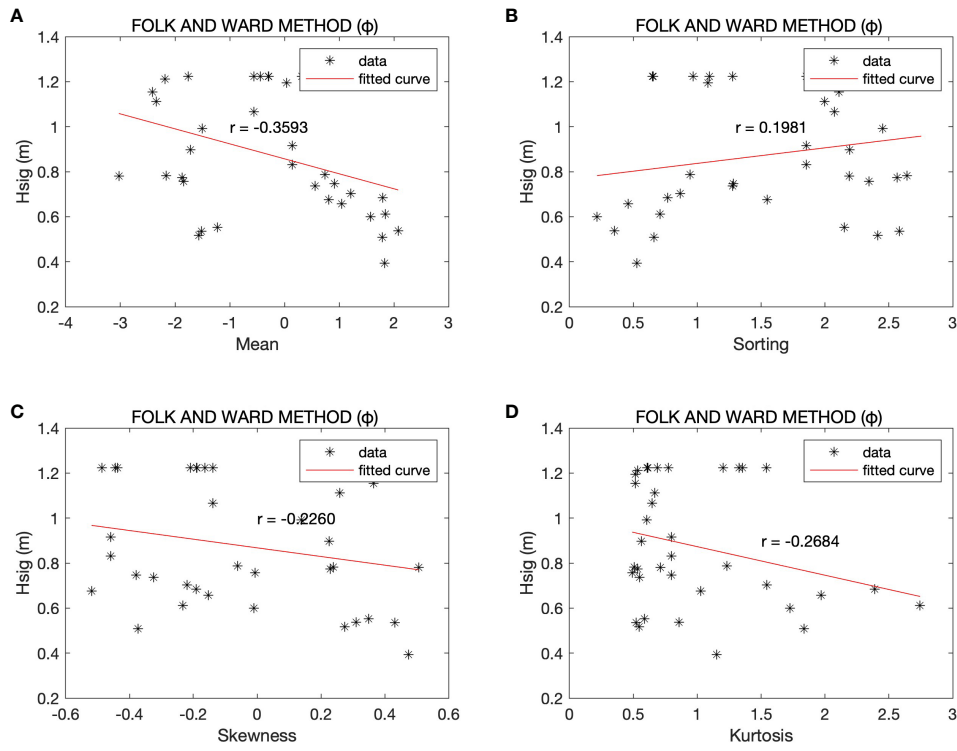 A
FOLK AND WARD METHOD (ϕ)
1.4
1.2
1
0.8
0.6
0.4
0.2
Hsig (m)
data
fitted curve
r = -0.3593
-4
-3
-2
-1
0
1
2
3
Mean
B
FOLK AND WARD METHOD (ϕ)
1.4
1.2
1
0.8
0.6
0.4
0.2
Hsig (m)
data
fitted curve
r = 0.1981
0
0.5
1
1.5
2
2.5
3
Sorting
C
FOLK AND WARD METHOD (ϕ)
1.4
1.2
1
0.8
0.6
0.4
0.2
Hsig (m)
data
fitted curve
r = -0.2260
-0.6
-0.4
-0.2
0
0.2
0.4
0.6
Skewness
D
FOLK AND WARD METHOD (ϕ)
1.4
1.2
1
0.8
0.6
0.4
0.2
Hsig (m)
data
fitted curve
r = -0.2684
0
0.5
1
1.5
2
2.5
3
Kurtosis